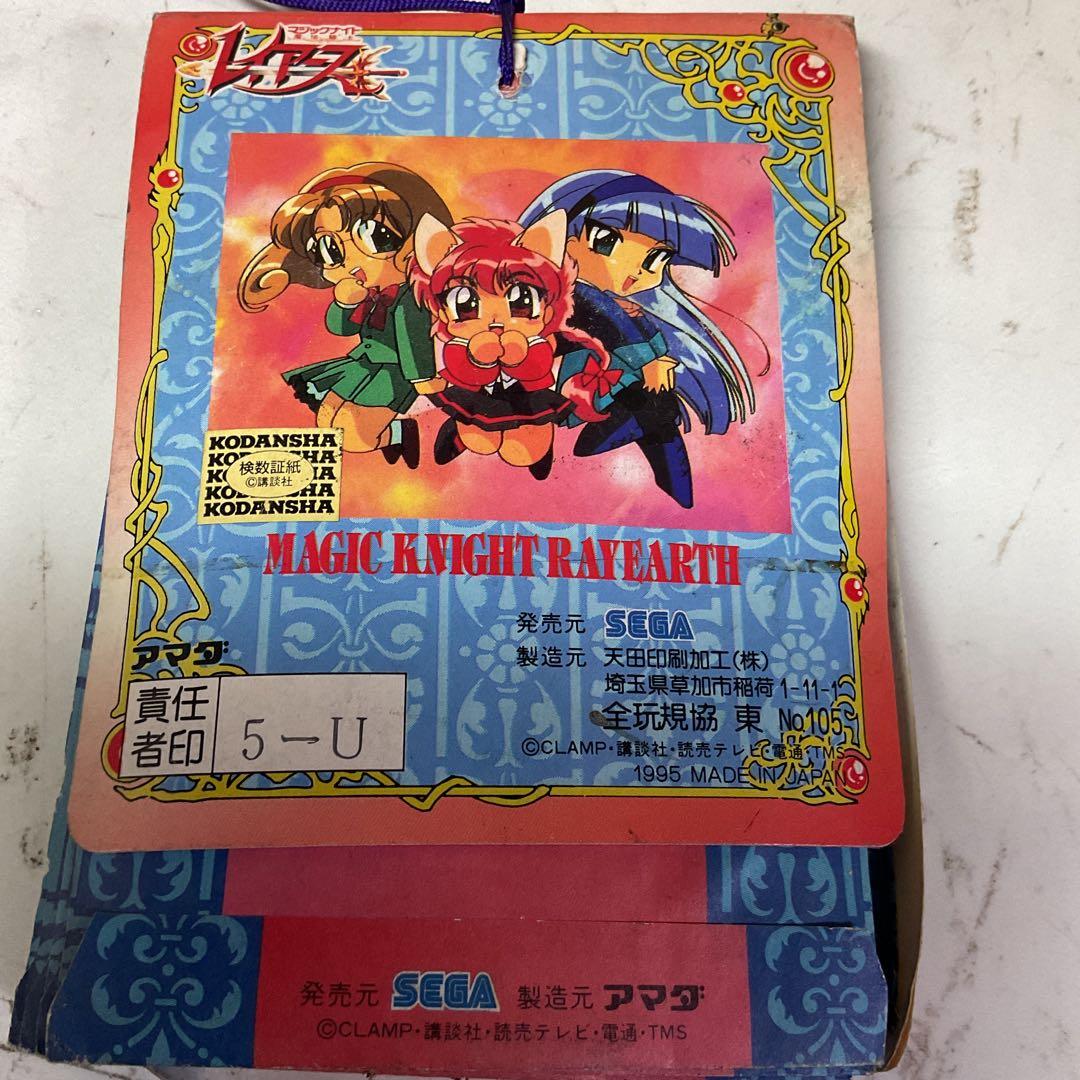 マジックナイト
レイアース
KODANSHA
KODANSHA
検数証紙
©講談社
KODANSHA
KODANSHA
MAGIC KNIGHT RAYEARTH
発売元 SEGA
製造元 天田印刷加工(株)
埼玉県草加市稲荷1-11-1
全玩規協 東 No.105
©CLAMP・講談社・読売テレビ・電通・TMS
1995 MADE IN JAPAN
アマダ
責任者印 5-U
発売元 SEGA 製造元 アマダ
©CLAMP・講談社・読売テレビ・電通・TMS